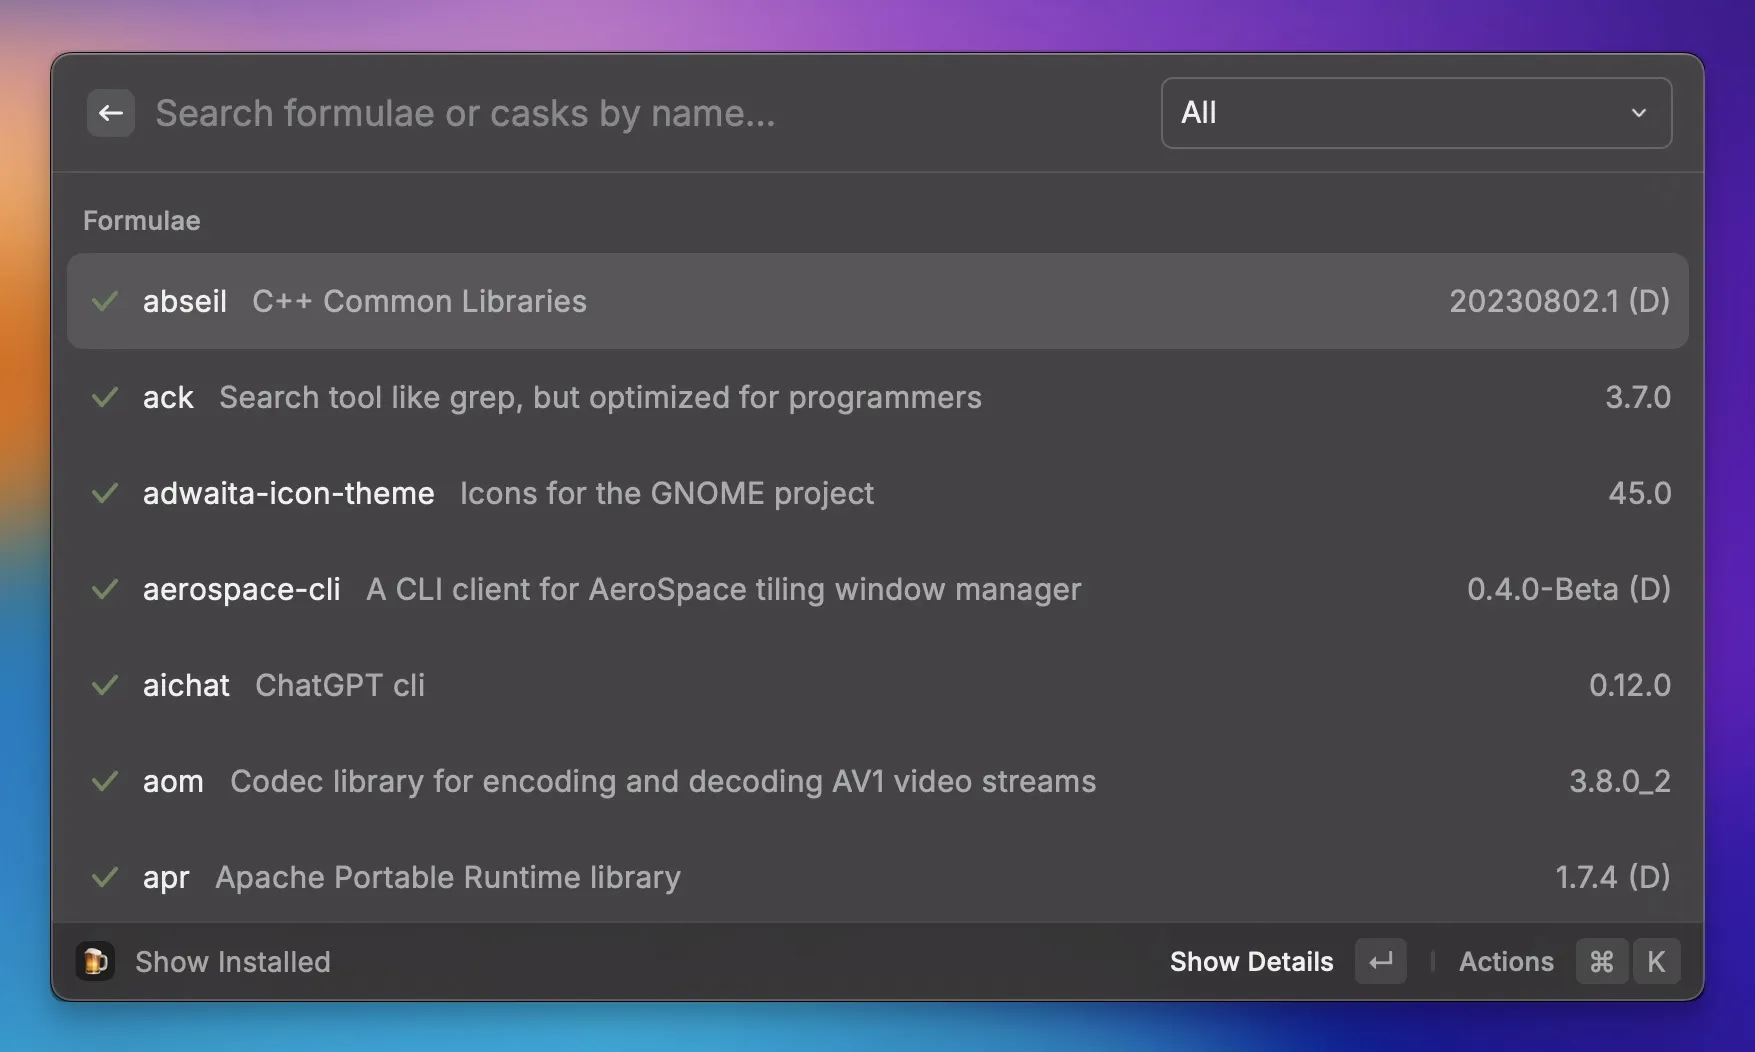 Search formulae or casks by name...
All
Formulae
abseil C++ Common Libraries 20230802.1 (D)
ack Search tool like grep, but optimized for programmers 3.7.0
adwaita-icon-theme Icons for the GNOME project 45.0
aerospace-cli A CLI client for AeroSpace tiling window manager 0.4.0-Beta (D)
aichat ChatGPT cli 0.12.0
aom Codec library for encoding and decoding AV1 video streams 3.8.0_2
apr Apache Portable Runtime library 1.7.4 (D)
Show Installed Show Details ↵ | Actions ⌘ K